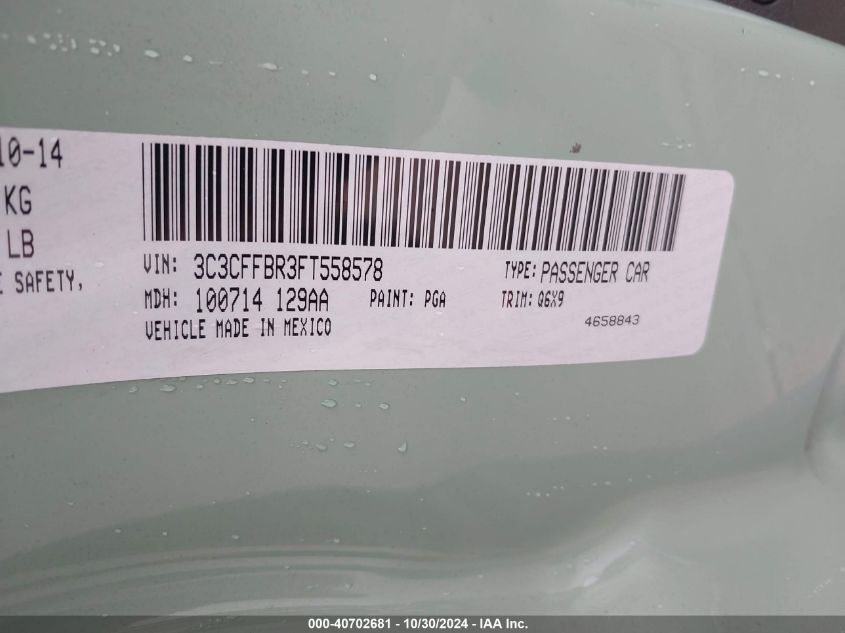 10-14
KG
LB
E SAFETY,
VIN: 3C3CFFBR3FT558578 TYPE: PASSENGER CAR
MDH: 100714 129AA PAINT: PGA TRIM: Q6X9
VEHICLE MADE IN MEXICO 4658843
000-40702681 - 10/30/2024 - IAA Inc.